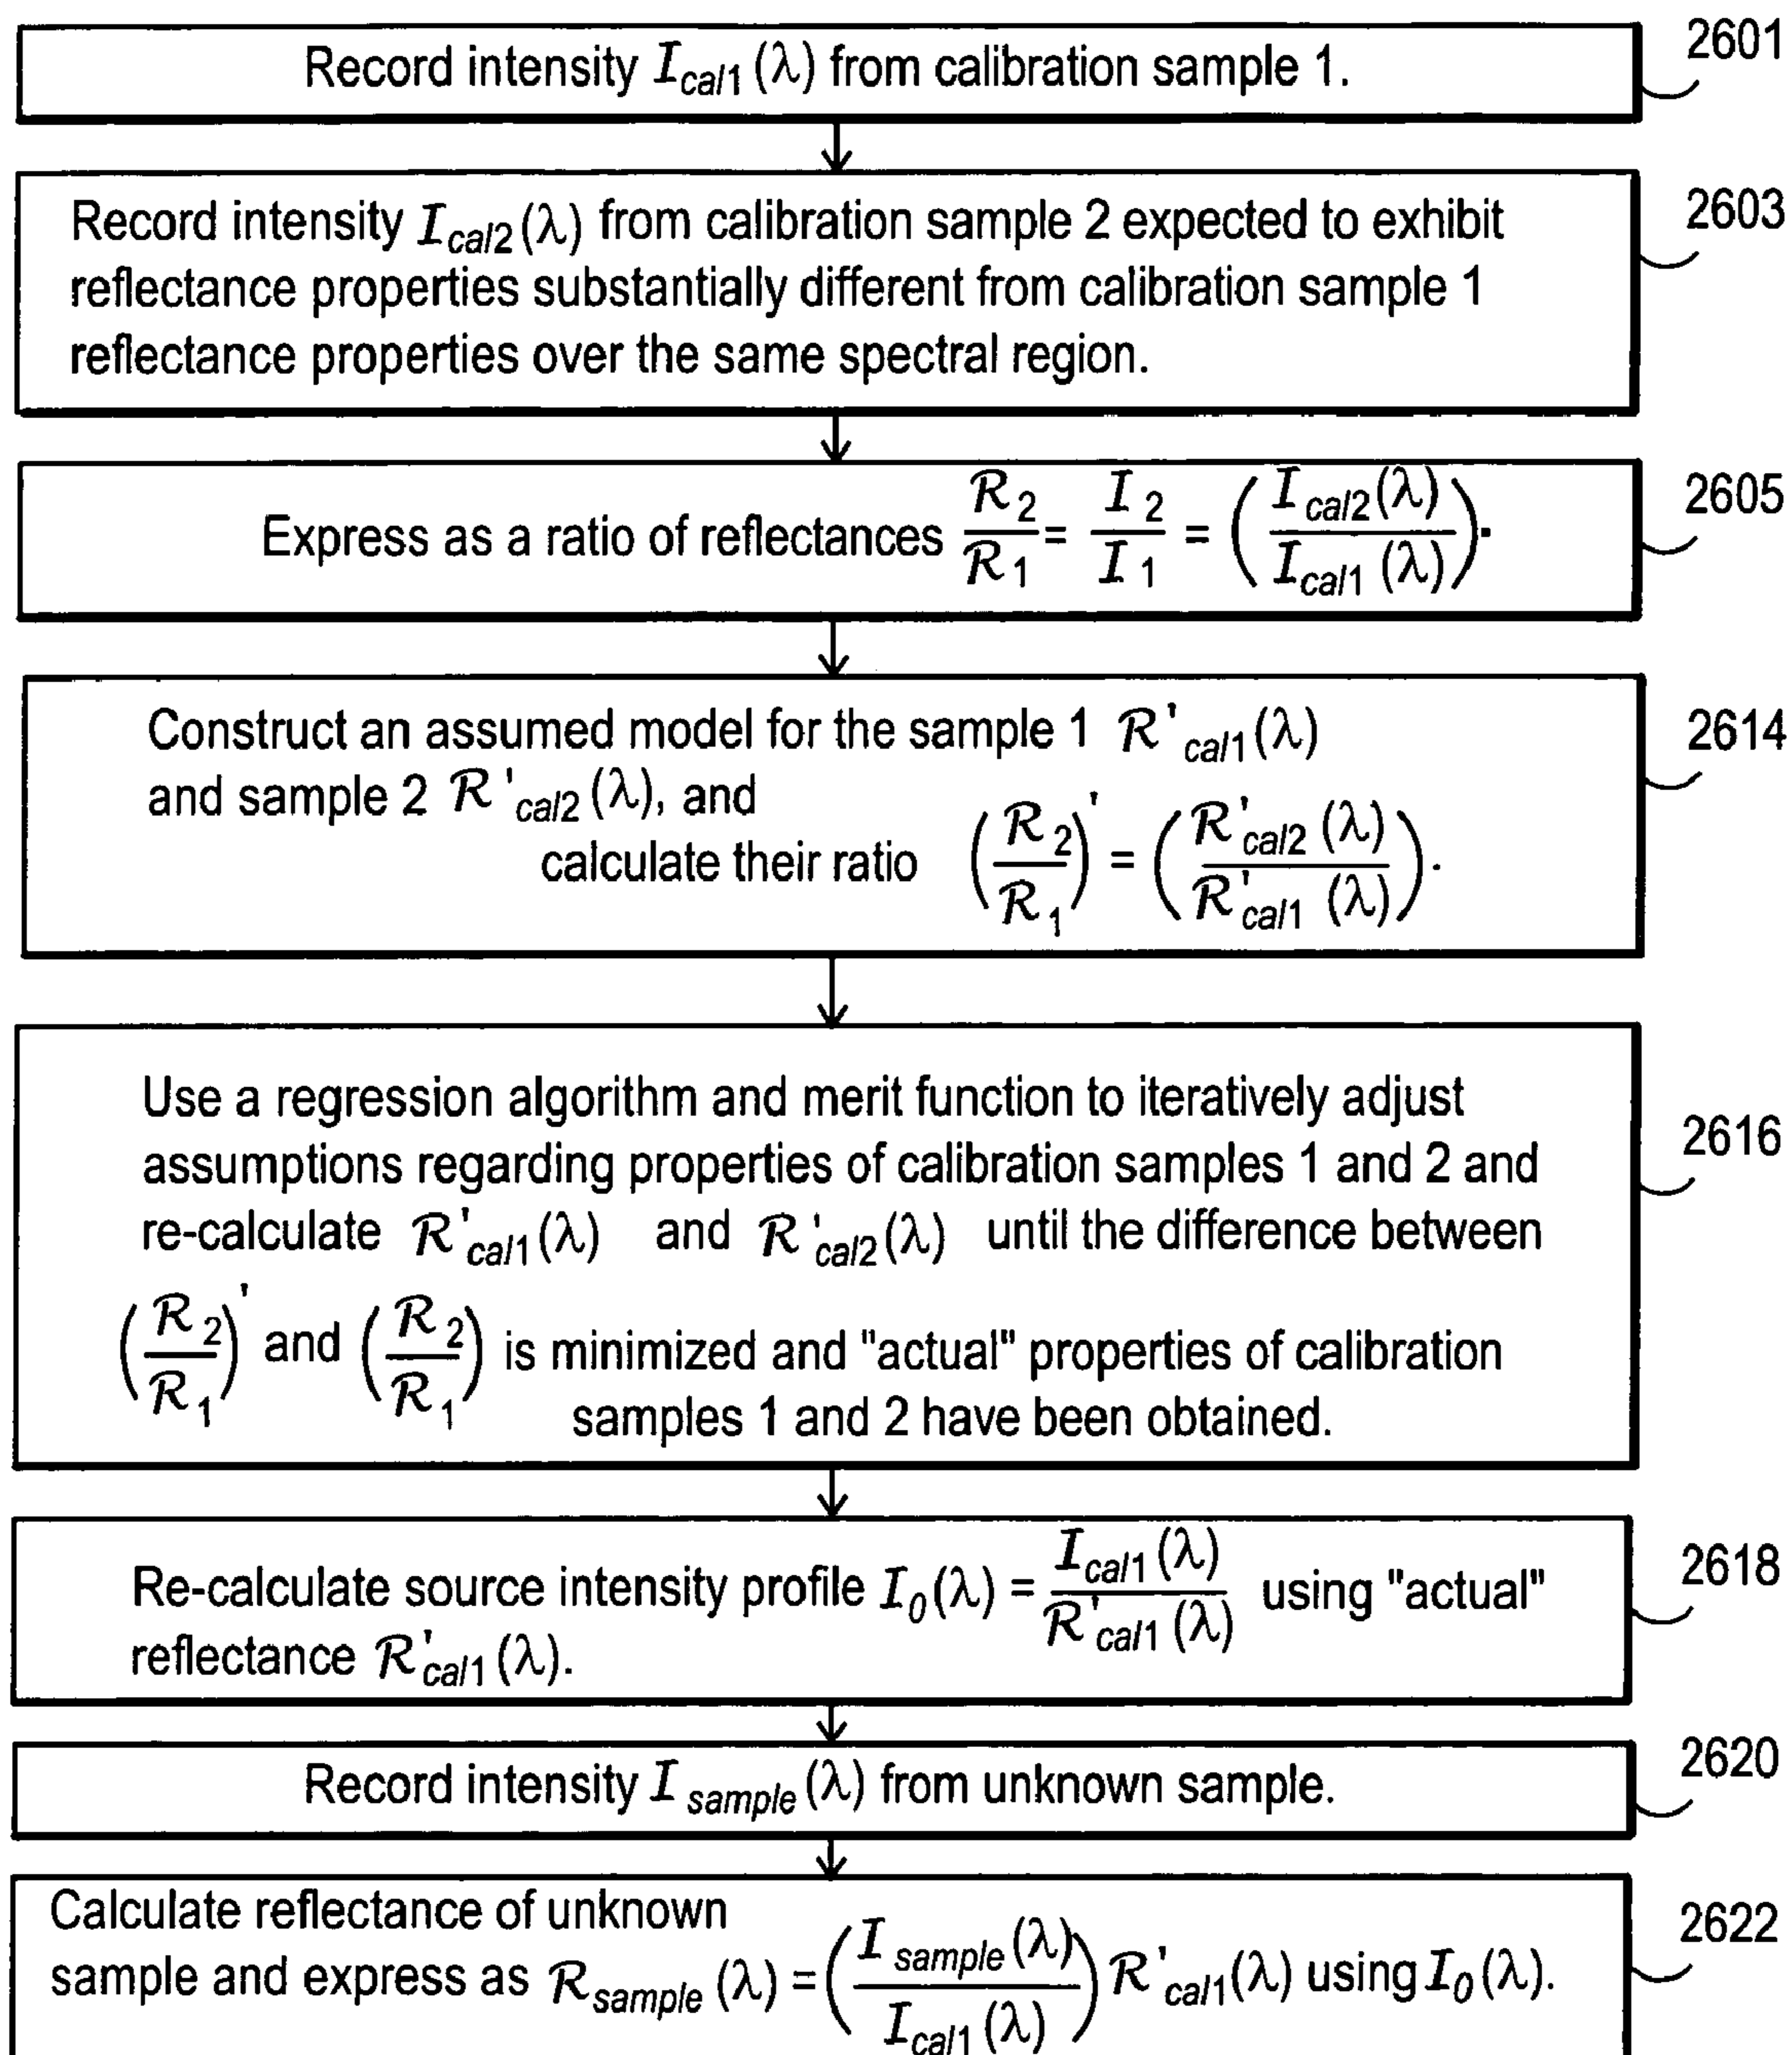 Record intensity I_cal1 (λ) from calibration sample 1.
2601
Record intensity I_cal2 (λ) from calibration sample 2 expected to exhibit
reflectance properties substantially different from calibration sample 1
reflectance properties over the same spectral region.
2603
Express as a ratio of reflectances R_2/R_1 = I_2/I_1 = (I_cal2 (λ)/I_cal1 (λ)).
2605
Construct an assumed model for the sample 1 R'_cal1 (λ)
and sample 2 R'_cal2 (λ), and
calculate their ratio (R_2/R_1)' = (R'_cal2 (λ)/R'_cal1 (λ)).
2614
Use a regression algorithm and merit function to iteratively adjust
assumptions regarding properties of calibration samples 1 and 2 and
re-calculate R'_cal1 (λ) and R'_cal2 (λ) until the difference between
(R_2/R_1)' and (R_2/R_1) is minimized and "actual" properties of calibration
samples 1 and 2 have been obtained.
2616
Re-calculate source intensity profile I_0 (λ) = I_cal1 (λ)/R'_cal1 (λ) using "actual"
reflectance R'_cal1 (λ).
2618
Record intensity I_sample (λ) from unknown sample.
2620
Calculate reflectance of unknown
sample and express as R_sample (λ) = (I_sample (λ)/I_cal1 (λ)) R'_cal1 (λ) using I_0 (λ).
2622